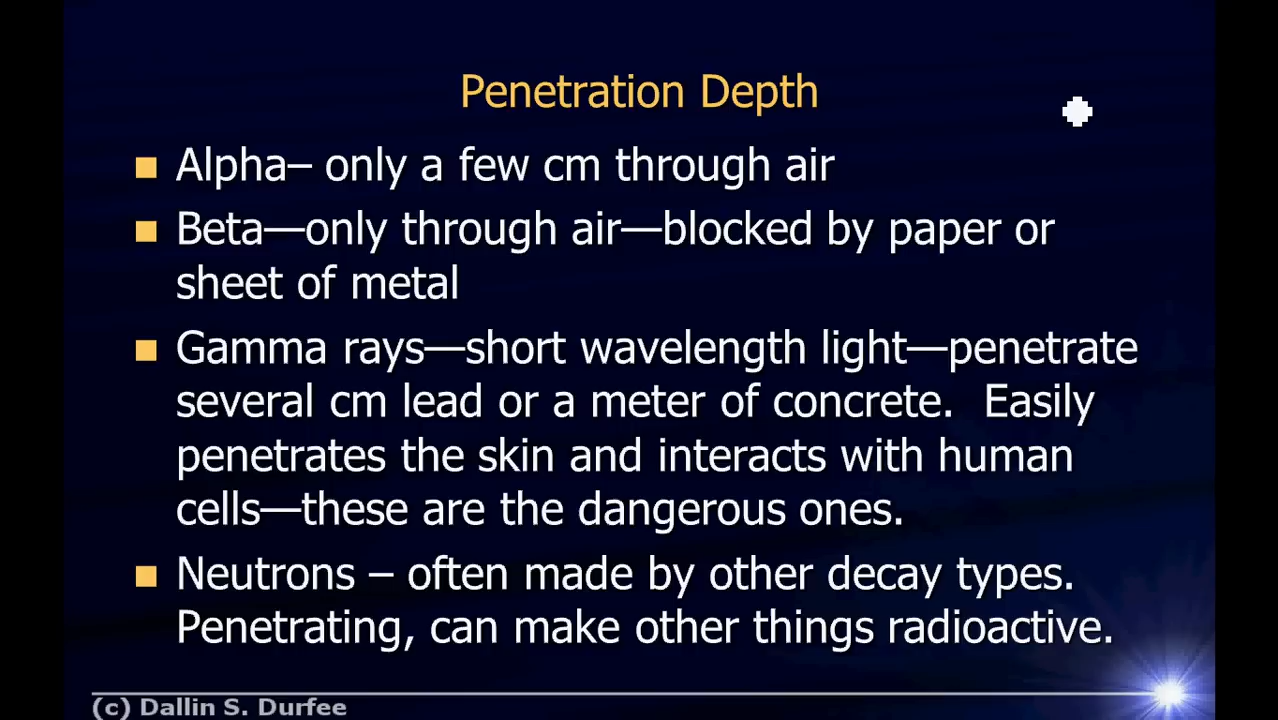 Penetration Depth
Alpha– only a few cm through air
Beta—only through air—blocked by paper or
sheet of metal
Gamma rays—short wavelength light—penetrate
several cm lead or a meter of concrete.  Easily
penetrates the skin and interacts with human
cells—these are the dangerous ones.
Neutrons – often made by other decay types.
Penetrating, can make other things radioactive.
(c) Dallin S. Durfee